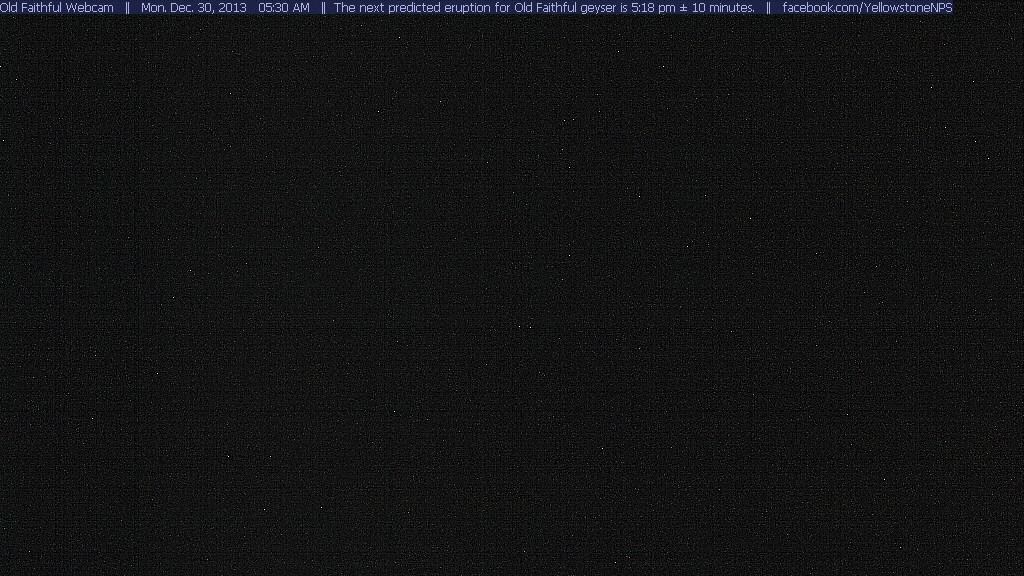 Old Faithful Webcam || Mon. Dec. 30, 2013 05:30 AM || The next predicted eruption for Old Faithful geyser is 5:18 pm ± 10 minutes. || facebook.com/YellowstoneNPS